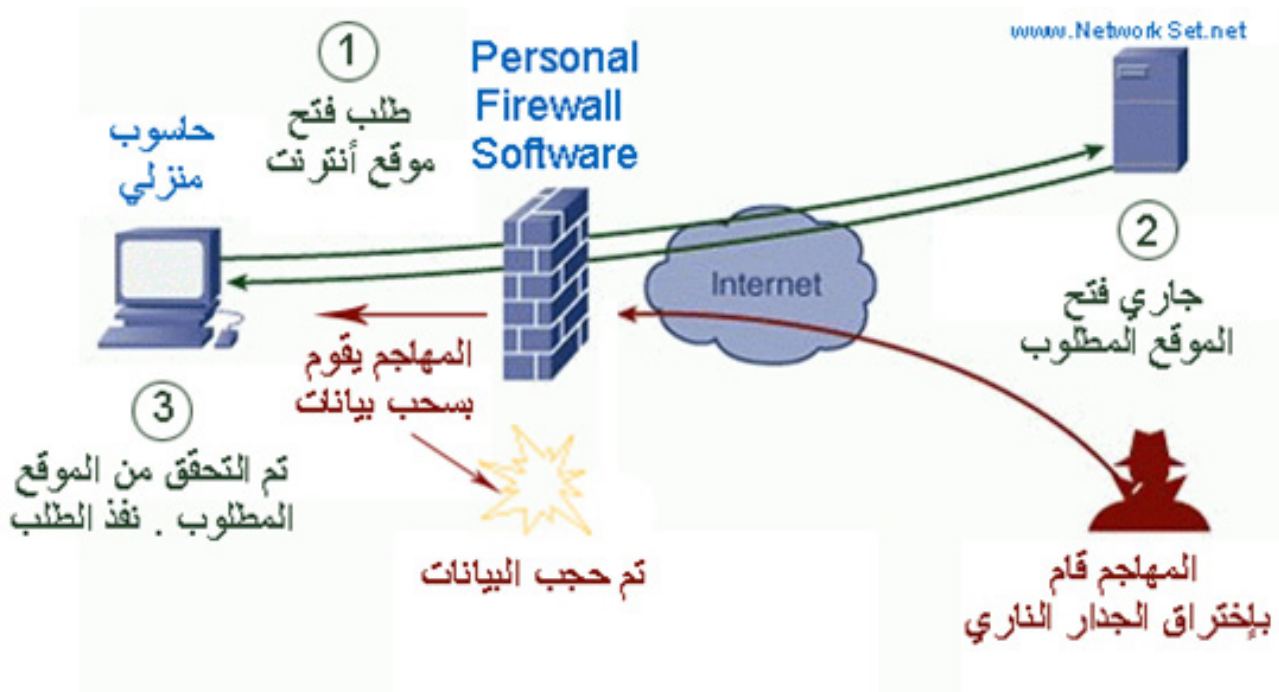 www.NetworkSet.net
1
طلب فتح
موقع أنترنت
Personal
Firewall
Software
حاسوب
منزلي
2
جاري فتح
الموقع المطلوب
Internet
المهاجم يقوم
بسحب بيانات
3
تم التحقق من الموقع
المطلوب . نفذ الطلب
تم حجب البيانات
المهاجم قام
بإختراق الجدار الناري